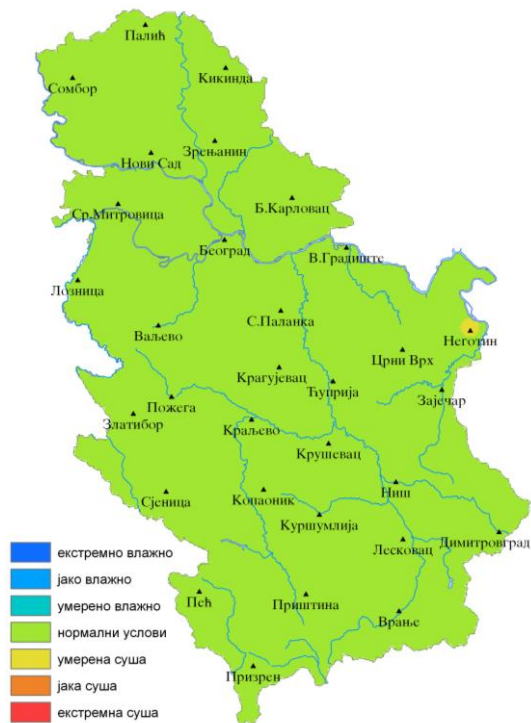 Палић
Кикинда
Сомбор
Зрењанин
Нови Сад
Б.Карловац
Ср.Митровица
Београд
В.Градиште
Лозница
С.Паланка
Ваљево
Неготин
Црни Врх
Крагујевац
Ћуприја
Зајечар
Пожега
Златибор
Краљево
Крушевац
Ниш
Сјеница
Копаоник
Куршумлија
Лесковац
Димитровград
Пећ
Приштина
Врање
Призрен
екстремно влажно
јако влажно
умерено влажно
нормални услови
умерена суша
јака суша
екстремна суша